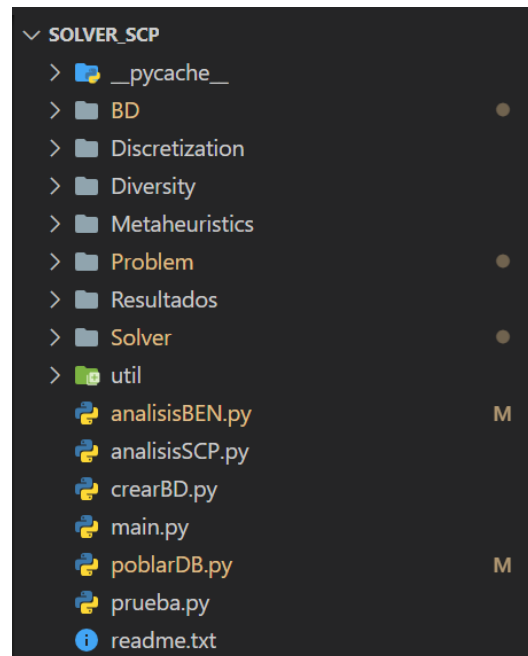 SOLVER_SCP
__pycache__
BD
Discretization
Diversity
Metaheuristics
Problem
Resultados
Solver
util
analisisBEN.py M
analisisSCP.py
crearBD.py
main.py
poblarDB.py M
prueba.py
readme.txt